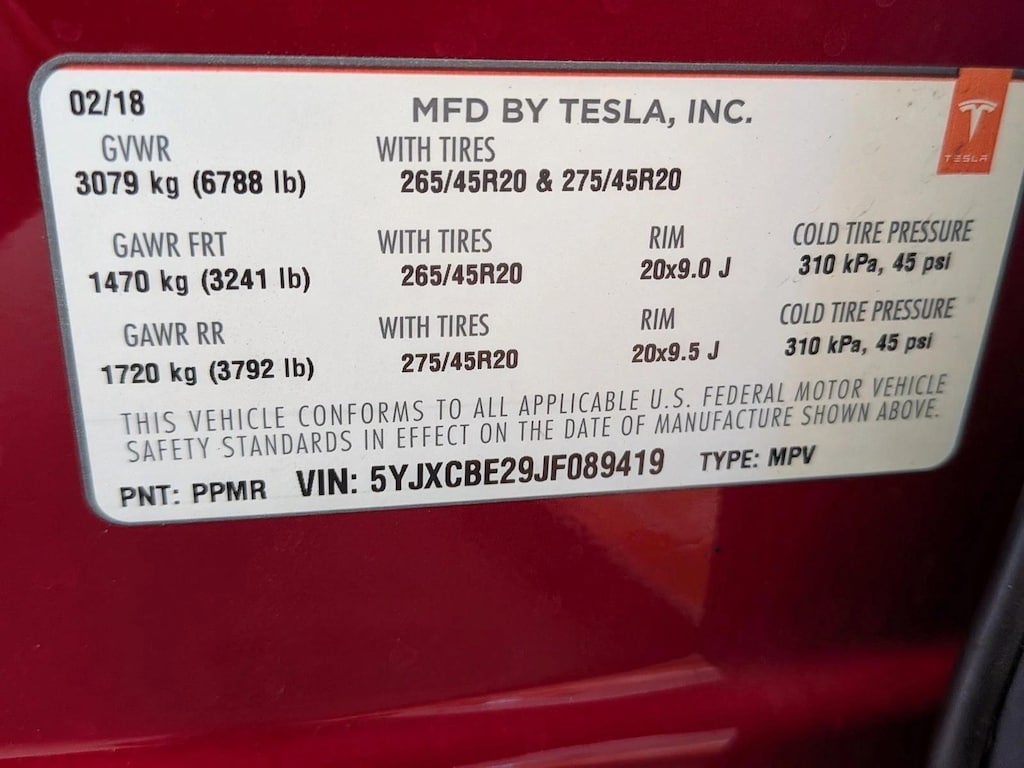 02/18
MFD BY TESLA, INC.
TESLA
GVWR
WITH TIRES
3079 kg (6788 lb)
265/45R20 & 275/45R20
GAWR FRT
WITH TIRES
RIM
COLD TIRE PRESSURE
1470 kg (3241 lb)
265/45R20
20x9.0 J
310 kPa, 45 psi
GAWR RR
WITH TIRES
RIM
COLD TIRE PRESSURE
1720 kg (3792 lb)
275/45R20
20x9.5 J
310 kPa, 45 psi
THIS VEHICLE CONFORMS TO ALL APPLICABLE U.S. FEDERAL MOTOR VEHICLE
SAFETY STANDARDS IN EFFECT ON THE DATE OF MANUFACTURE SHOWN ABOVE.
PNT: PPMR VIN: 5YJXCBE29JF089419 TYPE: MPV